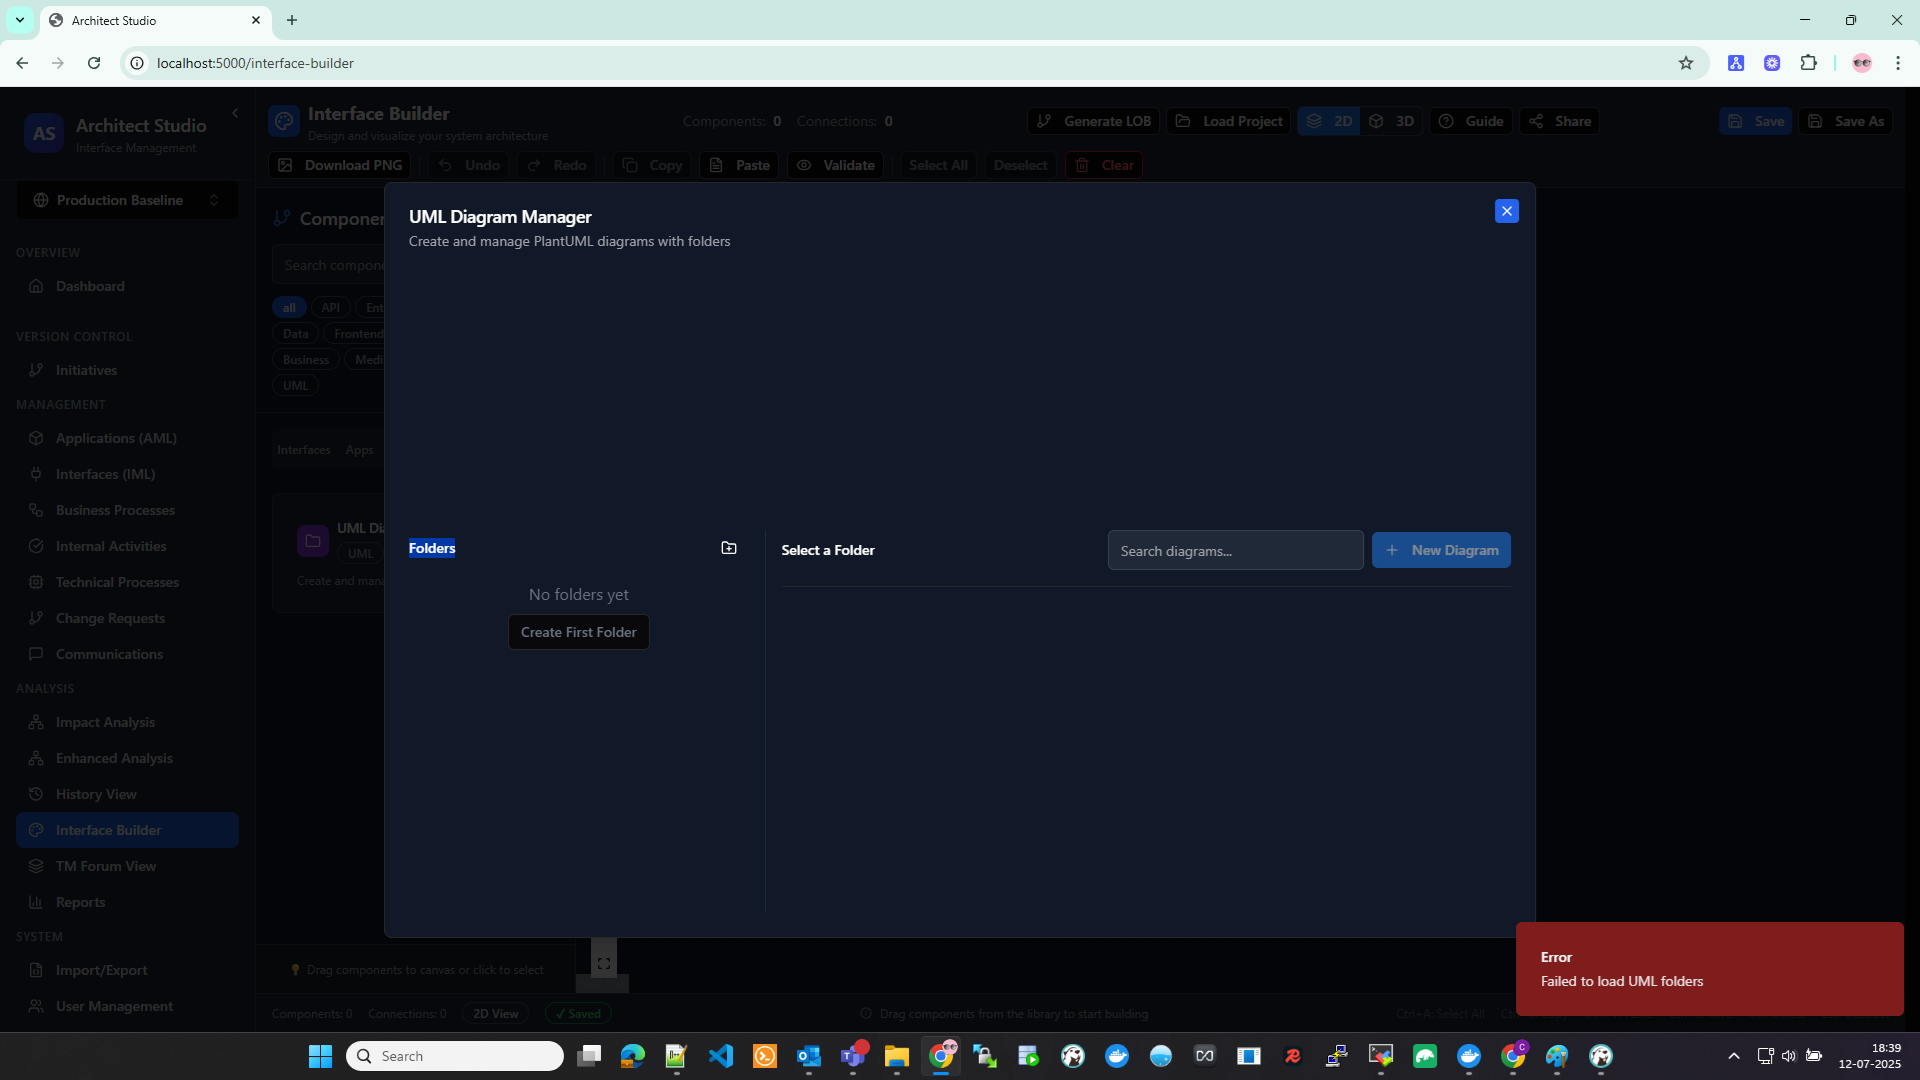 Architect Studio
localhost:5000/interface-builder
AS
Architect Studio
Interface Management
Interface Builder
Design and visualize your system architecture
Components: 0
Connections: 0
Generate LOB
Load Project
2D
3D
Guide
Share
Save
Save As
Download PNG
Undo
Redo
Copy
Paste
Validate
Select All
Deselect
Clear
Production Baseline
OVERVIEW
Dashboard
VERSION CONTROL
Initiatives
MANAGEMENT
Applications (AML)
Interfaces (IML)
Business Processes
Internal Activities
Technical Processes
Change Requests
Communications
ANALYSIS
Impact Analysis
Enhanced Analysis
History View
Interface Builder
TM Forum View
Reports
SYSTEM
Import/Export
User Management
Search
all
API
Data
Frontend
Business
UML
Interfaces
Apps
UML
UML
Create and
UML Diagram Manager
Create and manage PlantUML diagrams with folders
Folders
No folders yet
Create First Folder
Select a Folder
Search diagrams...
New Diagram
Drag components to canvas or click to select
Components: 0
Connections: 0
2D View
✓ Saved
Drag components from the library to start building
Ctrl+A: Select All
Error
Failed to load UML folders
Search
18:39
12-07-2025